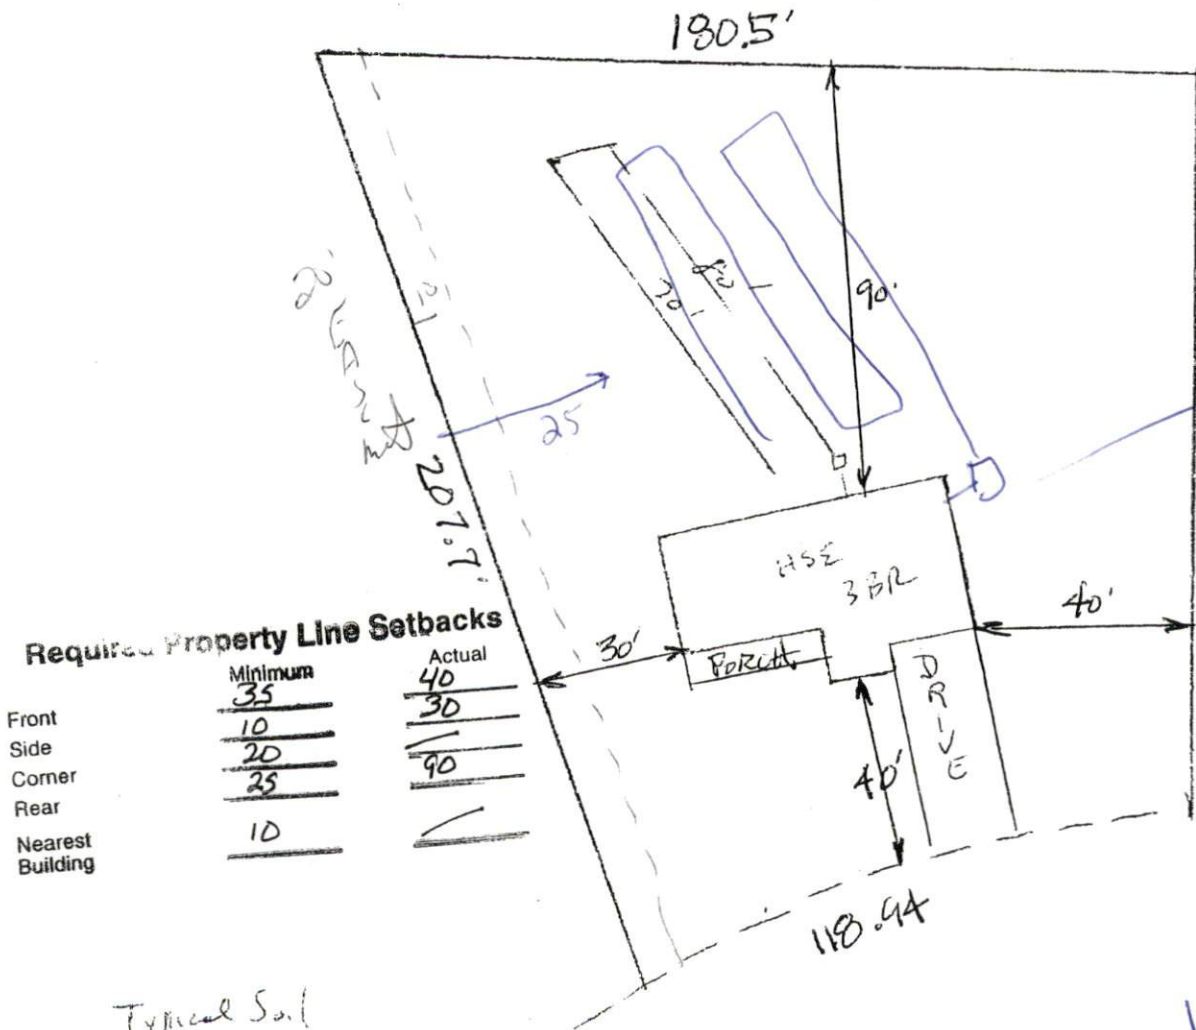 180.5'
90'
20'
10'
25
207.7'
HSE
3 BR
30'
PORCH
40'
DRIVE
40'
118.94
Required Property Line Setbacks
Minimum Actual
Front 35 40
Side 10 30
Corner 20
Rear 25 90
Nearest
Building 10
Typical Soil